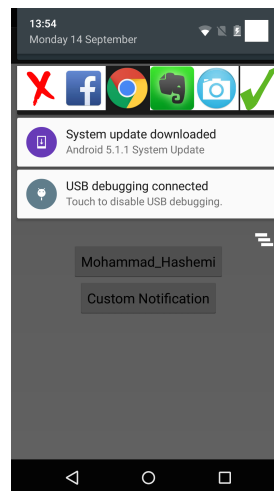 13:54
Monday 14 September
System update downloaded
Android 5.1.1 System Update
USB debugging connected
Touch to disable USB debugging.
Mohammad_Hashemi
Custom Notification